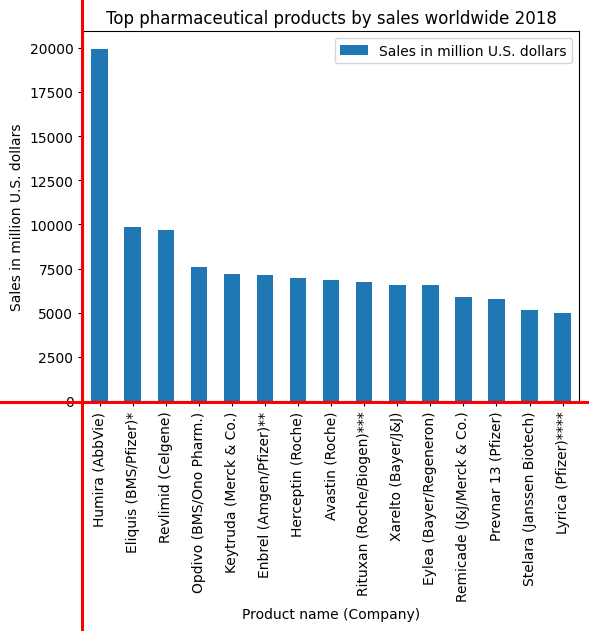 Top pharmaceutical products by sales worldwide 2018
Sales in million U.S. dollars
Sales in million U.S. dollars
20000
17500
15000
12500
10000
7500
5000
2500
0
Humira (AbbVie)
Eliquis (BMS/Pfizer)*
Revlimid (Celgene)
Opdivo (BMS/Ono Pharm.)
Keytruda (Merck & Co.)
Enbrel (Amgen/Pfizer)**
Herceptin (Roche)
Avastin (Roche)
Rituxan (Roche/Biogen)***
Xarelto (Bayer/J&J)
Eylea (Bayer/Regeneron)
Remicade (J&J/Merck & Co.)
Prevnar 13 (Pfizer)
Stelara (Janssen Biotech)
Lyrica (Pfizer)****
Product name (Company)